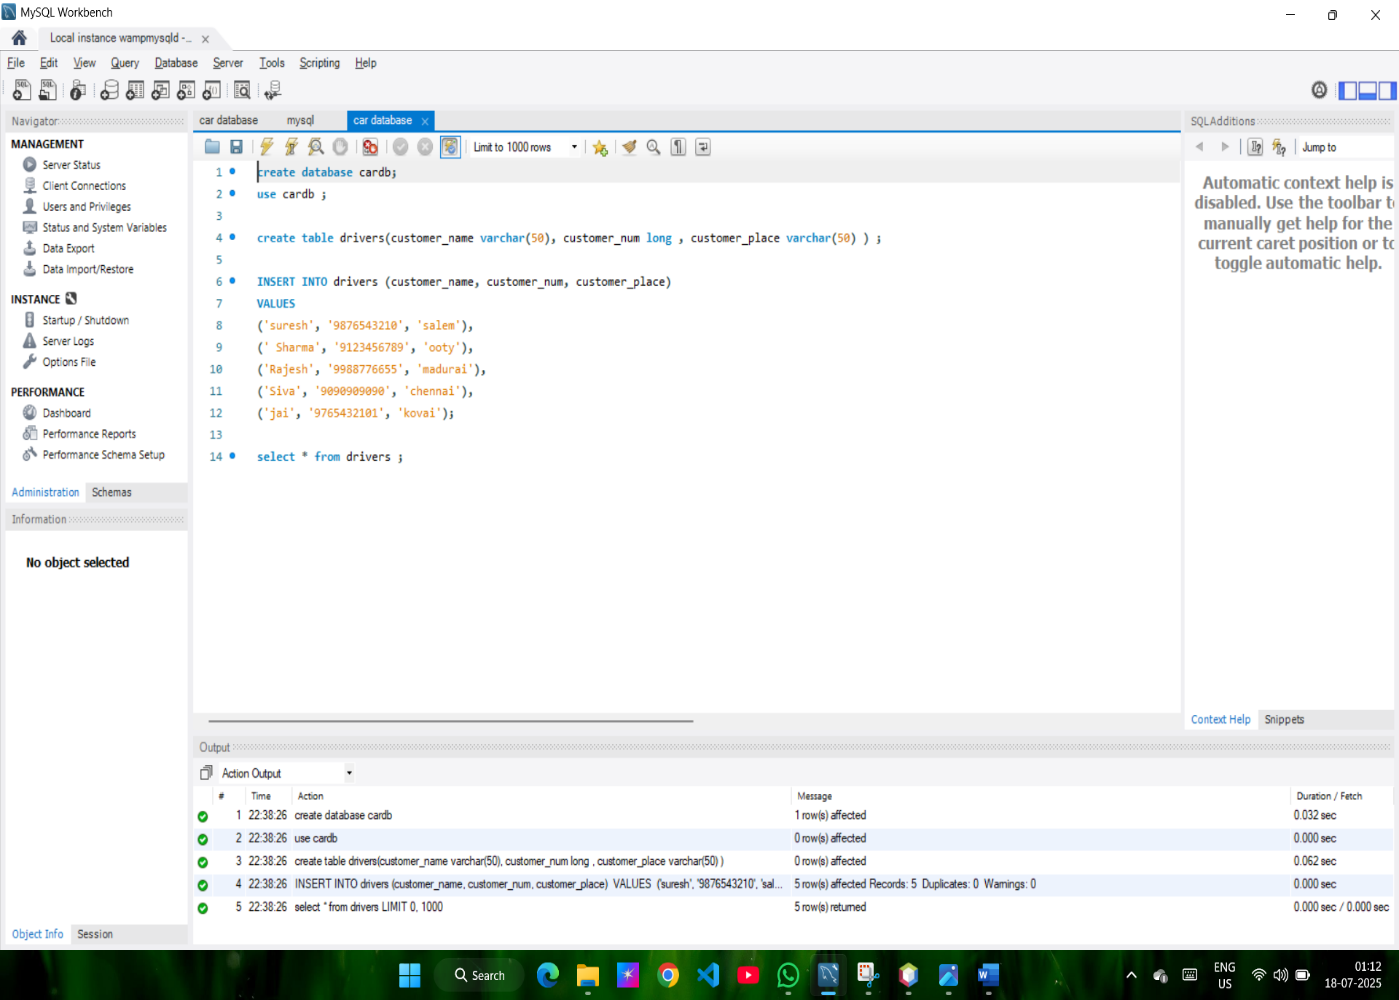 MySQL Workbench
Local instance wampmysqld -... x
File Edit View Query Database Server Tools Scripting Help
Navigator
MANAGEMENT
Server Status
Client Connections
Users and Privileges
Status and System Variables
Data Export
Data Import/Restore
INSTANCE
Startup / Shutdown
Server Logs
Options File
PERFORMANCE
Dashboard
Performance Reports
Performance Schema Setup
Administration Schemas
Information
No object selected
Object Info Session
car database mysql car database x
Limit to 1000 rows
1 create database cardb;
2 use cardb ;
3
4 create table drivers(customer_name varchar(50), customer_num long , customer_place varchar(50) ) ;
5
6 INSERT INTO drivers (customer_name, customer_num, customer_place)
7 VALUES
8 ('suresh', '9876543210', 'salem'),
9 (' Sharma', '9123456789', 'ooty'),
10 ('Rajesh', '9988776655', 'madurai'),
11 ('Siva', '9090909090', 'chennai'),
12 ('jai', '9765432101', 'kovai');
13
14 select * from drivers ;
SQLAdditions
Jump to
Automatic context help is
disabled. Use the toolbar to
manually get help for the
current caret position or to
toggle automatic help.
Context Help Snippets
Output
Action Output
# Time Action Message Duration / Fetch
1 22:38:26 create database cardb 1 row(s) affected 0.032 sec
2 22:38:26 use cardb 0 row(s) affected 0.000 sec
3 22:38:26 create table drivers(customer_name varchar(50), customer_num long , customer_place varchar(50) ) 0 row(s) affected 0.062 sec
4 22:38:26 INSERT INTO drivers (customer_name, customer_num, customer_place) VALUES ('suresh', '9876543210', 'sal... 5 row(s) affected Records: 5 Duplicates: 0 Warnings: 0 0.000 sec
5 22:38:26 select * from drivers LIMIT 0, 1000 5 row(s) returned 0.000 sec / 0.000 sec
Search
ENG
US
01:12
18-07-2025